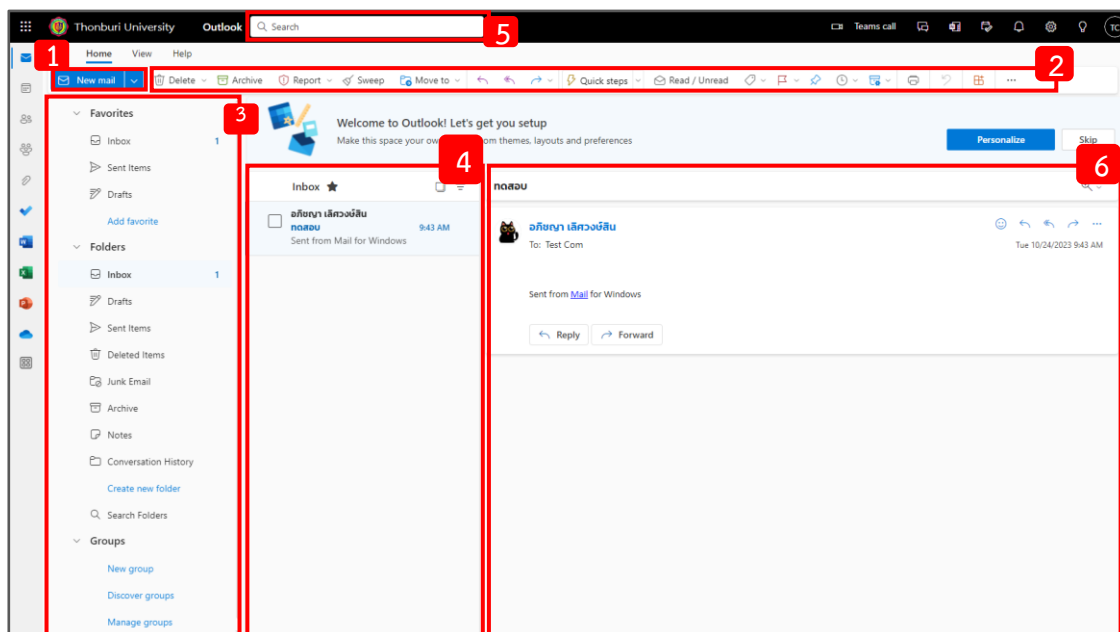 Thonburi University Outlook Search Teams call TC
5
1
Home View Help
2
New mail Delete Archive Report Sweep Move to Quick steps Read / Unread
3
Favorites
Inbox 1
Sent Items
Drafts
Add favorite
Folders
Inbox 1
Drafts
Sent Items
Deleted Items
Junk Email
Archive
Notes
Conversation History
Create new folder
Search Folders
Groups
New group
Discover groups
Manage groups
Welcome to Outlook! Let's get you setup
Make this space your own themes, layouts and preferences
Personalize Skip
4
Inbox
อภิชญา เลิศวงษ์สิน
ทดสอบ 9:43 AM
Sent from Mail for Windows
6
ทดสอบ
อภิชญา เลิศวงษ์สิน
To: Test Com
Tue 10/24/2023 9:43 AM
Sent from Mail for Windows
Reply Forward